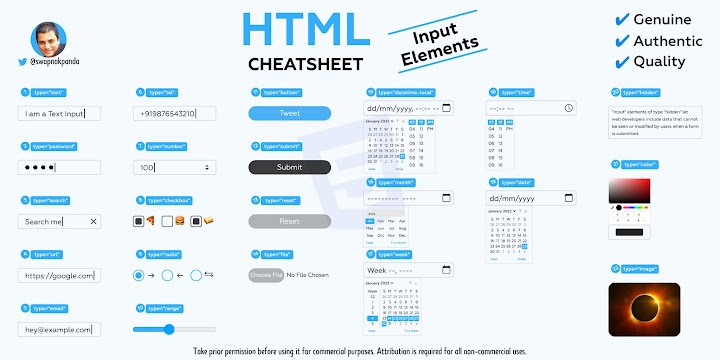 HTML
CHEATSHEET
Input
Elements
✔ Genuine
✔ Authentic
✔ Quality
@swapnakpanda
type="text"
I am a Text Input
type="password"
type="search"
Search me
type="url"
https://google.com
type="email"
hey@example.com
type="tel"
+919876543210
type="number"
100
type="checkbox"
type="radio"
type="range"
type="button"
Tweet
type="submit"
Submit
type="reset"
Reset
type="file"
Choose File No File Chosen
type="datetime-local"
dd/mm/yyyy, --:-- --
January 2022
type="month"
--------- ----
type="week"
Week --, ----
January 2022
type="time"
--:-- --
type="date"
dd/mm/yyyy
January 2022
type="hidden"
"input" elements of type "hidden" let
web developers include data that cannot
be seen or modified by users when a form
is submitted.
type="color"
type="image"
Take prior permission before using it for commercial purposes. Attribution is required for all non-commercial uses.